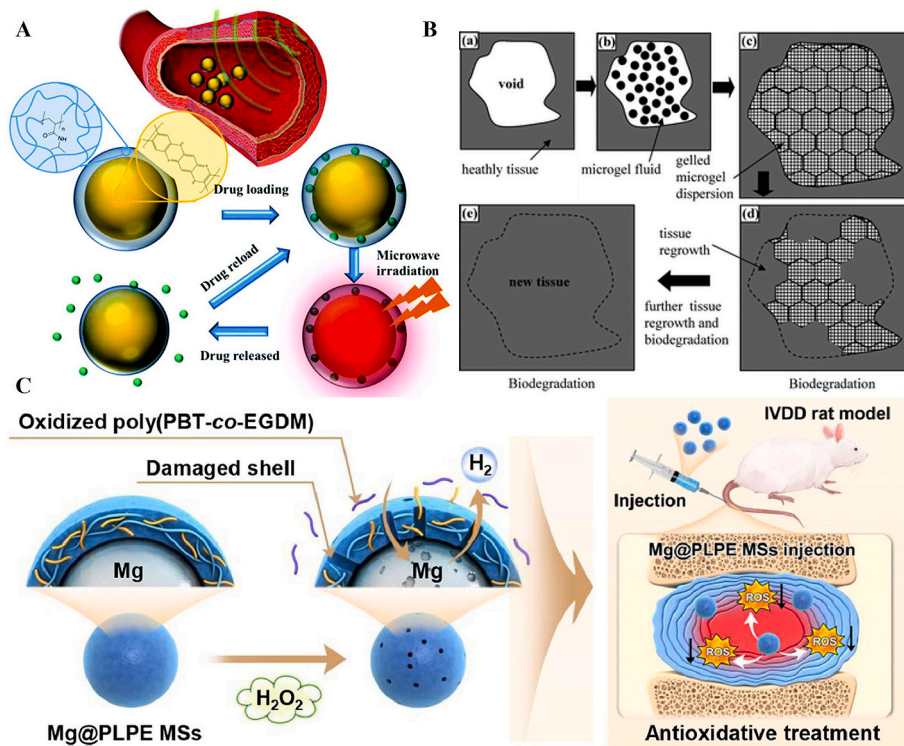 A
n
O
NH
Drug loading
Drug reload
Microwave
irradiation
Drug released
B
(a)
void
heathly tissue
(b)
microgel fluid
(c)
gelled
microgel
dispersion
(d)
tissue
regrowth
further tissue
regrowth and
biodegradation
Biodegradation
(e)
new tissue
Biodegradation
C
Oxidized poly(PBT-co-EGDM)
Damaged shell
H₂
Mg
Mg
H₂O₂
Mg@PLPE MSs
IVDD rat model
Injection
Mg@PLPE MSs injection
ROS
ROS
ROS
Antioxidative treatment